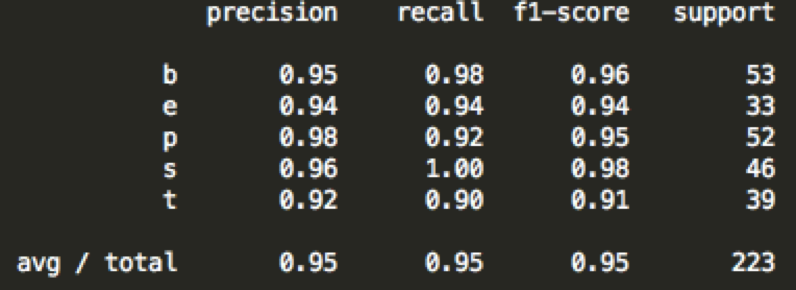 precision recall f1-score support
b 0.95 0.98 0.96 53
e 0.94 0.94 0.94 33
p 0.98 0.92 0.95 52
s 0.96 1.00 0.98 46
t 0.92 0.90 0.91 39
avg / total 0.95 0.95 0.95 223